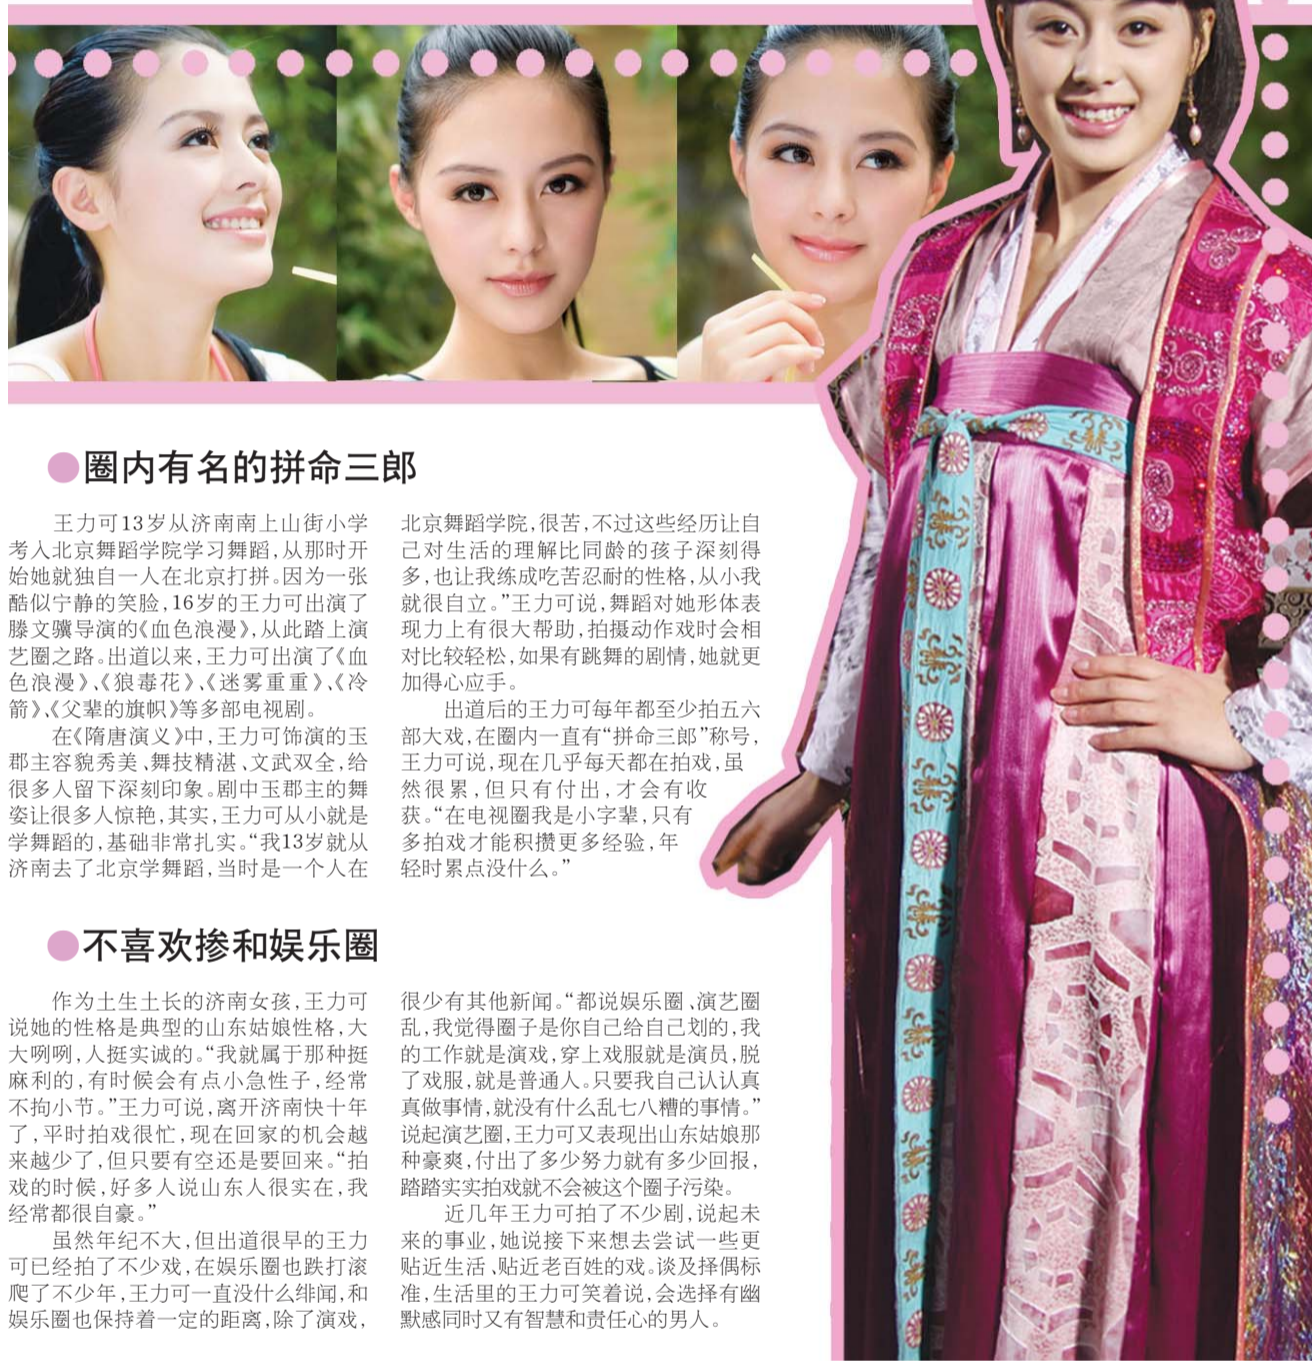 ●圈内有名的拼命三郎
王力可13岁从济南南上山街小学
考入北京舞蹈学院学习舞蹈，从那时开
始她就独自一人在北京打拼。因为一张
酷似宁静的笑脸，16岁的王力可出演了
滕文骥导演的《血色浪漫》，从此踏上演
艺圈之路。出道以来，王力可出演了《血
色浪漫》、《狼毒花》、《迷雾重重》、《冷
箭》、《父辈的旗帜》等多部电视剧。
在《隋唐演义》中，王力可饰演的玉
郡主容貌秀美、舞技精湛、文武双全，给
很多人留下深刻印象。剧中玉郡主的舞
姿让很多人惊艳，其实，王力可从小就是
学舞蹈的，基础非常扎实。“我13岁就从
济南去了北京学舞蹈，当时是一个人在
北京舞蹈学院，很苦，不过这些经历让自
己对生活的理解比同龄的孩子深刻得
多，也让我练成吃苦忍耐的性格，从小我
就很自立。”王力可说，舞蹈对她形体表
现力上有很大帮助，拍摄动作戏时会相
对比较轻松，如果有跳舞的剧情，她就更
加得心应手。
出道后的王力可每年都至少拍五六
部大戏，在圈内一直有“拼命三郎”称号，
王力可说，现在几乎每天都在拍戏，虽
然很累，但只有付出，才会有收
获。“在电视圈我是小字辈，只有
多拍戏才能积攒更多经验，年
轻时累点没什么。”
●不喜欢掺和娱乐圈
作为土生土长的济南女孩，王力可
说她的性格是典型的山东姑娘性格，大
大咧咧，人挺实诚的。“我就属于那种挺
麻利的，有时候会有点小急性子，经常
不拘小节。”王力可说，离开济南快十年
了，平时拍戏很忙，现在回家的机会越
来越少了，但只要有空还是要回来。“拍
戏的时候，好多人说山东人很实在，我
经常都很自豪。”
虽然年纪不大，但出道很早的王力
可已经拍了不少戏，在娱乐圈也跌打滚
爬了不少年，王力可一直没什么绯闻，和
娱乐圈也保持着一定的距离，除了演戏，
很少有其他新闻。“都说娱乐圈、演艺圈
乱，我觉得圈子是你自己给自己划的，我
的工作就是演戏，穿上戏服就是演员，脱
了戏服，就是普通人。只要我自己认认真
真做事情，就没有什么乱七八糟的事情。”
说起演艺圈，王力可又表现出山东姑娘那
种豪爽，付出了多少努力就有多少回报，
踏踏实实拍戏就不会被这个圈子污染。
近几年王力可拍了不少剧，说起未
来的事业，她说接下来想去尝试一些更
贴近生活、贴近老百姓的戏。谈及择偶标
准，生活里的王力可笑着说，会选择有幽
默感同时又有智慧和责任心的男人。